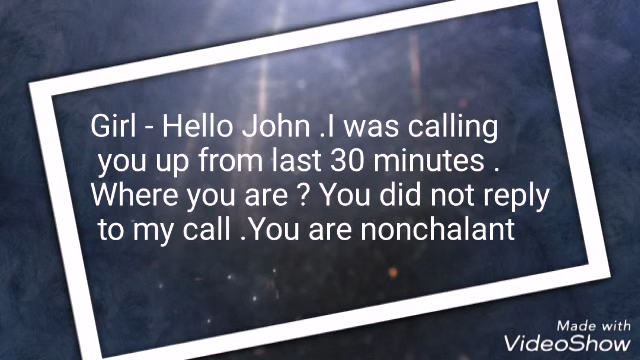 Girl - Hello John .I was calling
you up from last 30 minutes .
Where you are ? You did not reply
to my call .You are nonchalant
Made with
VideoShow